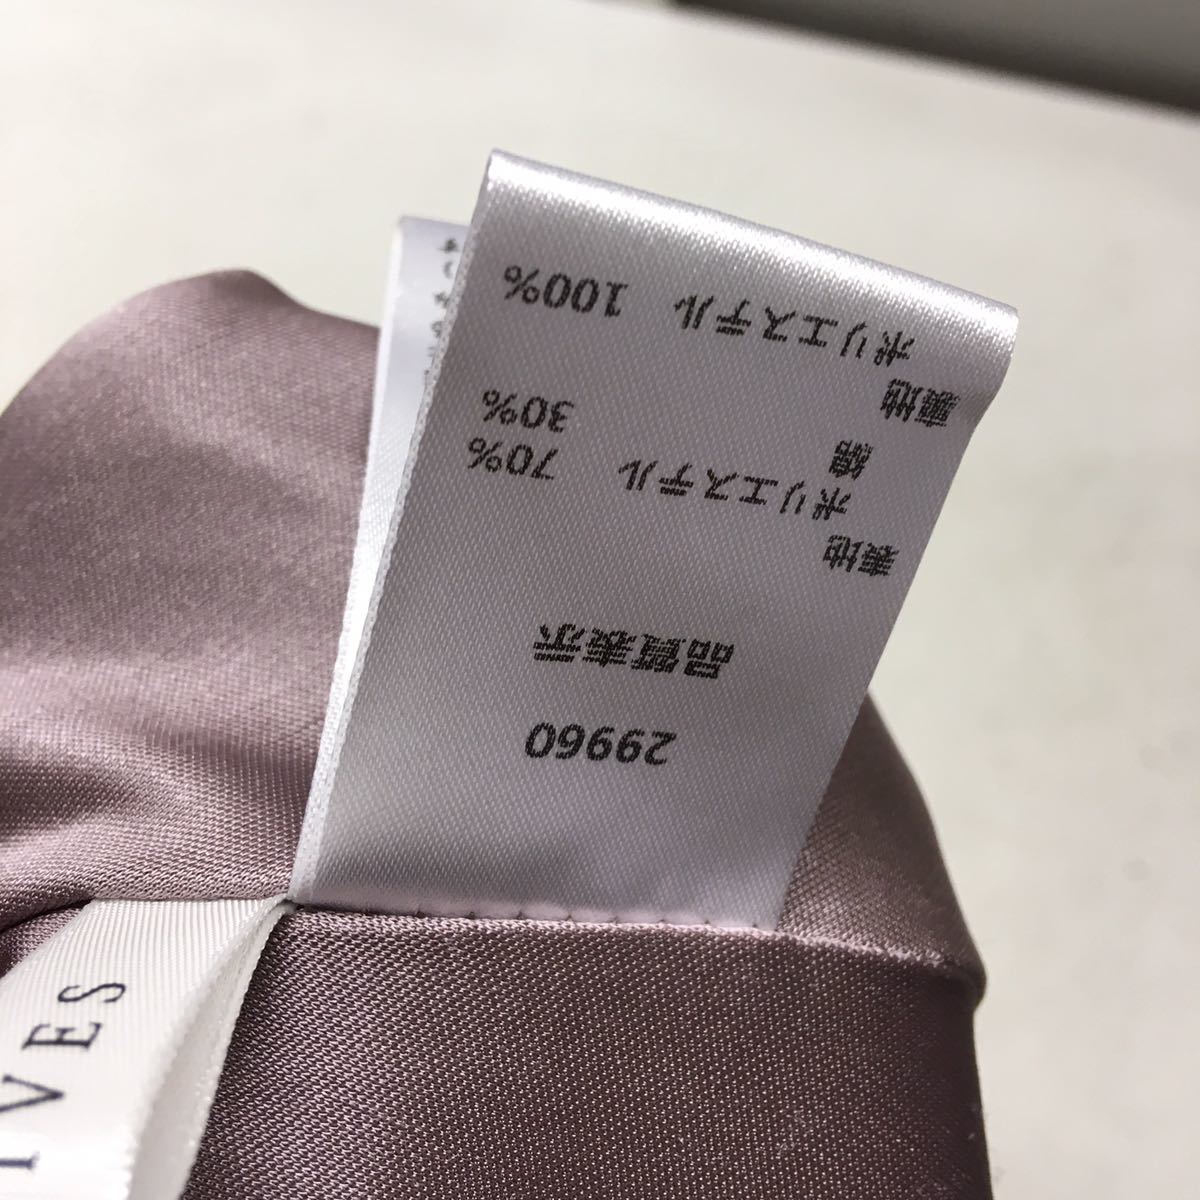 29960
品質表示
表地
ポリエステル 70%
綿 30%
裏地
ポリエステル 100%
IVES